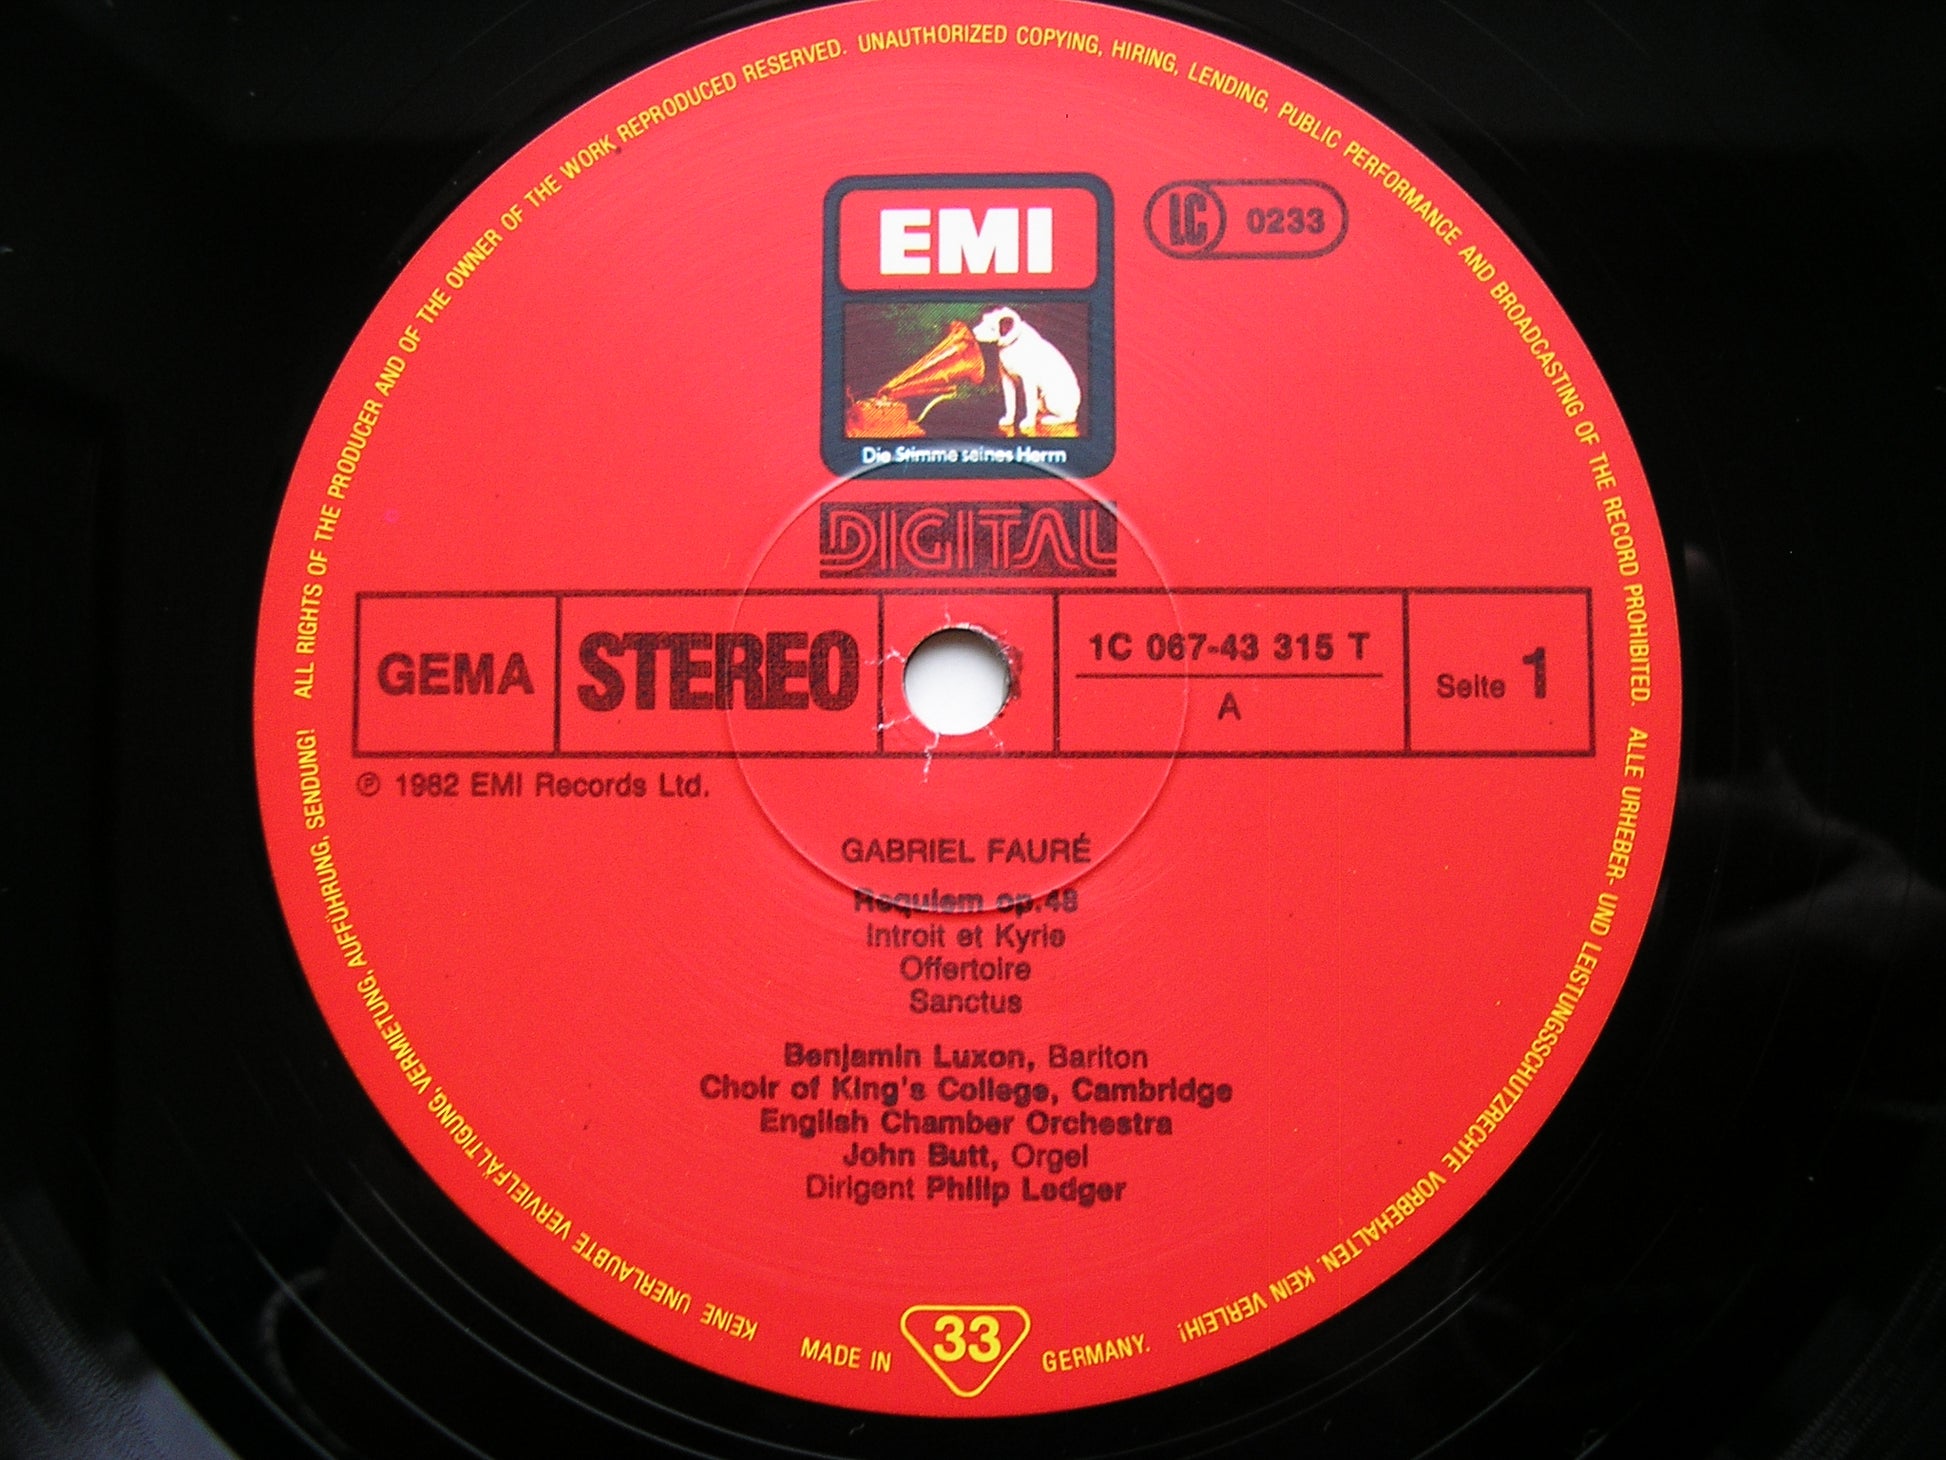 ALL RIGHTS OF THE PRODUCER AND OF THE OWNER OF THE WORK REPRODUCED RESERVED. UNAUTHORIZED COPYING, HIRING, LENDING, PUBLIC PERFORMANCE AND BROADCASTING OF THE RECORD PROHIBITED.
EMI
LC 0233
Die Stimme seines Herrn
DIGITAL
GEMA
STEREO
1C 067-43 315 T
A
Seite 1
℗ 1982 EMI Records Ltd.
GABRIEL FAURÉ
Requiem op.48
Introit et Kyrie
Offertoire
Sanctus
Benjamin Luxon, Bariton
Choir of King's College, Cambridge
English Chamber Orchestra
John Butt, Orgel
Dirigent Philip Ledger
ALLE URHEBER- UND LEISTUNGSSCHUTZRECHTE VORBEHALTEN. KEIN VERLEIH!
KEINE UNERLAUBTE VERVIELFÄLTIGUNG, VERMIETUNG, AUFFÜHRUNG, SENDUNG!
MADE IN 33 GERMANY.